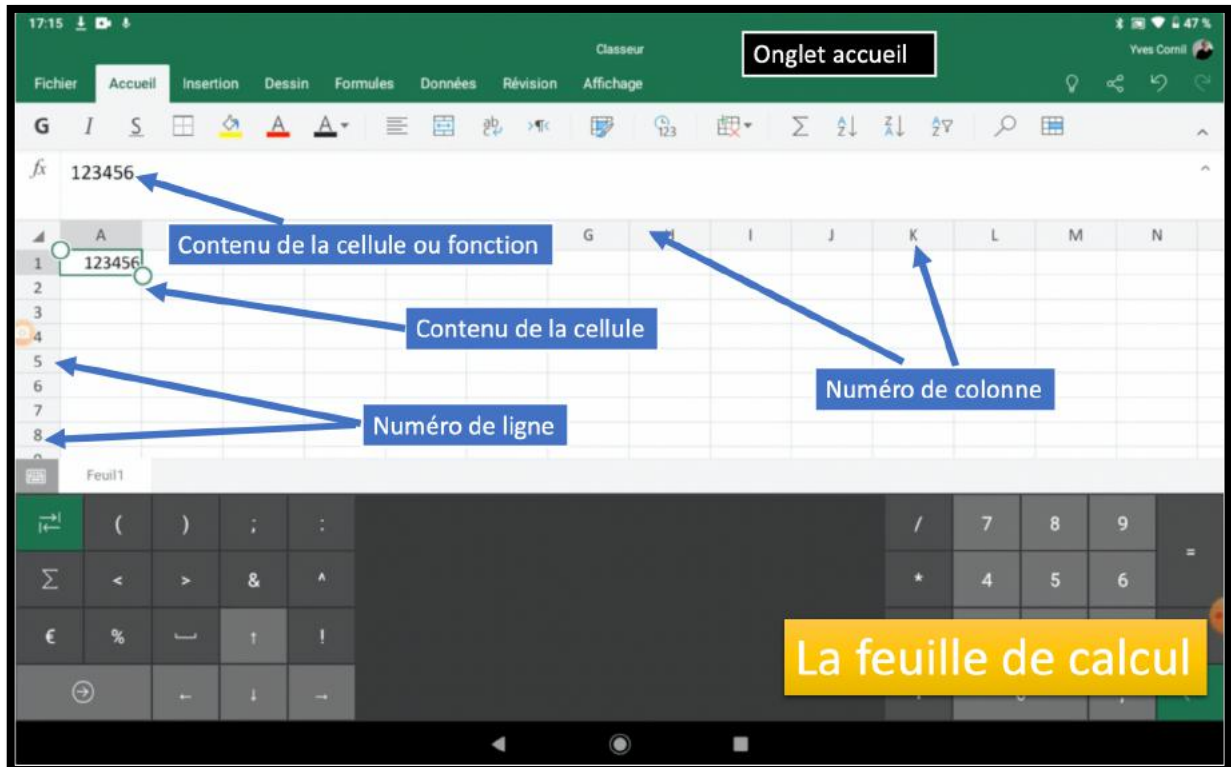 17:15 47 %
Classeur
Onglet accueil
Yves Cornil
Fichier Accueil Insertion Dessin Formules Données Révision Affichage
G I S A A ab 123 Σ A Z Z A A Z
fx 123456
Contenu de la cellule ou fonction
A G I J K L M N
1 123456
2
3
4
5
6
7
8
Contenu de la cellule
Numéro de colonne
Numéro de ligne
Feuil1
( ) ; : / 7 8 9 =
Σ < > & ^ * 4 5 6
€ % ↑ !
← ↓ →
La feuille de calcul